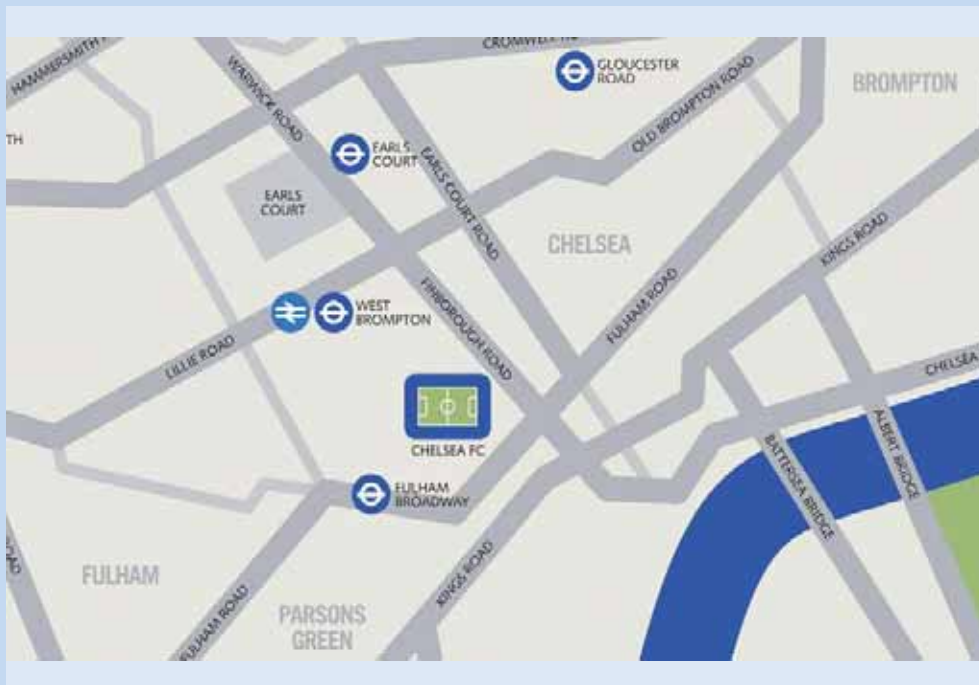 HAMMERSMITH
WARWICK ROAD
CROMWELL
GLOUCESTER
ROAD
BROMPTON
TH
EARLS
COURT
EARLS COURT ROAD
OLD BROMPTON ROAD
EARLS
COURT
CHELSEA
KINGS ROAD
WEST
BROMPTON
FINBOROUGH ROAD
FULHAM ROAD
LILLIE ROAD
CHELSEA
CHELSEA FC
ALBERT BRIDGE
BATTERSEA BRIDGE
FULHAM
BROADWAY
OAD
FULHAM
KINGS ROAD
FULHAM ROAD
PARSONS
GREEN